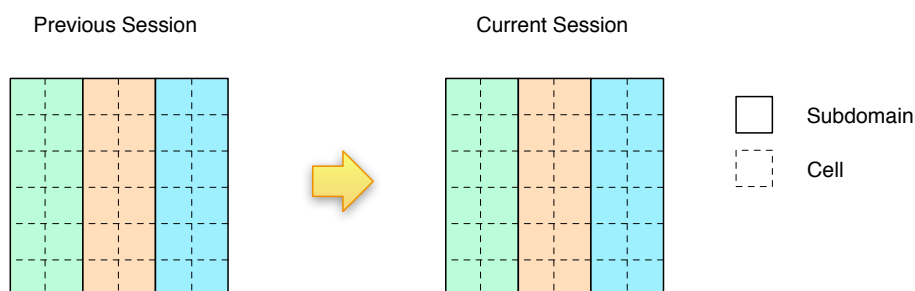 Previous Session
Current Session
Subdomain
Cell